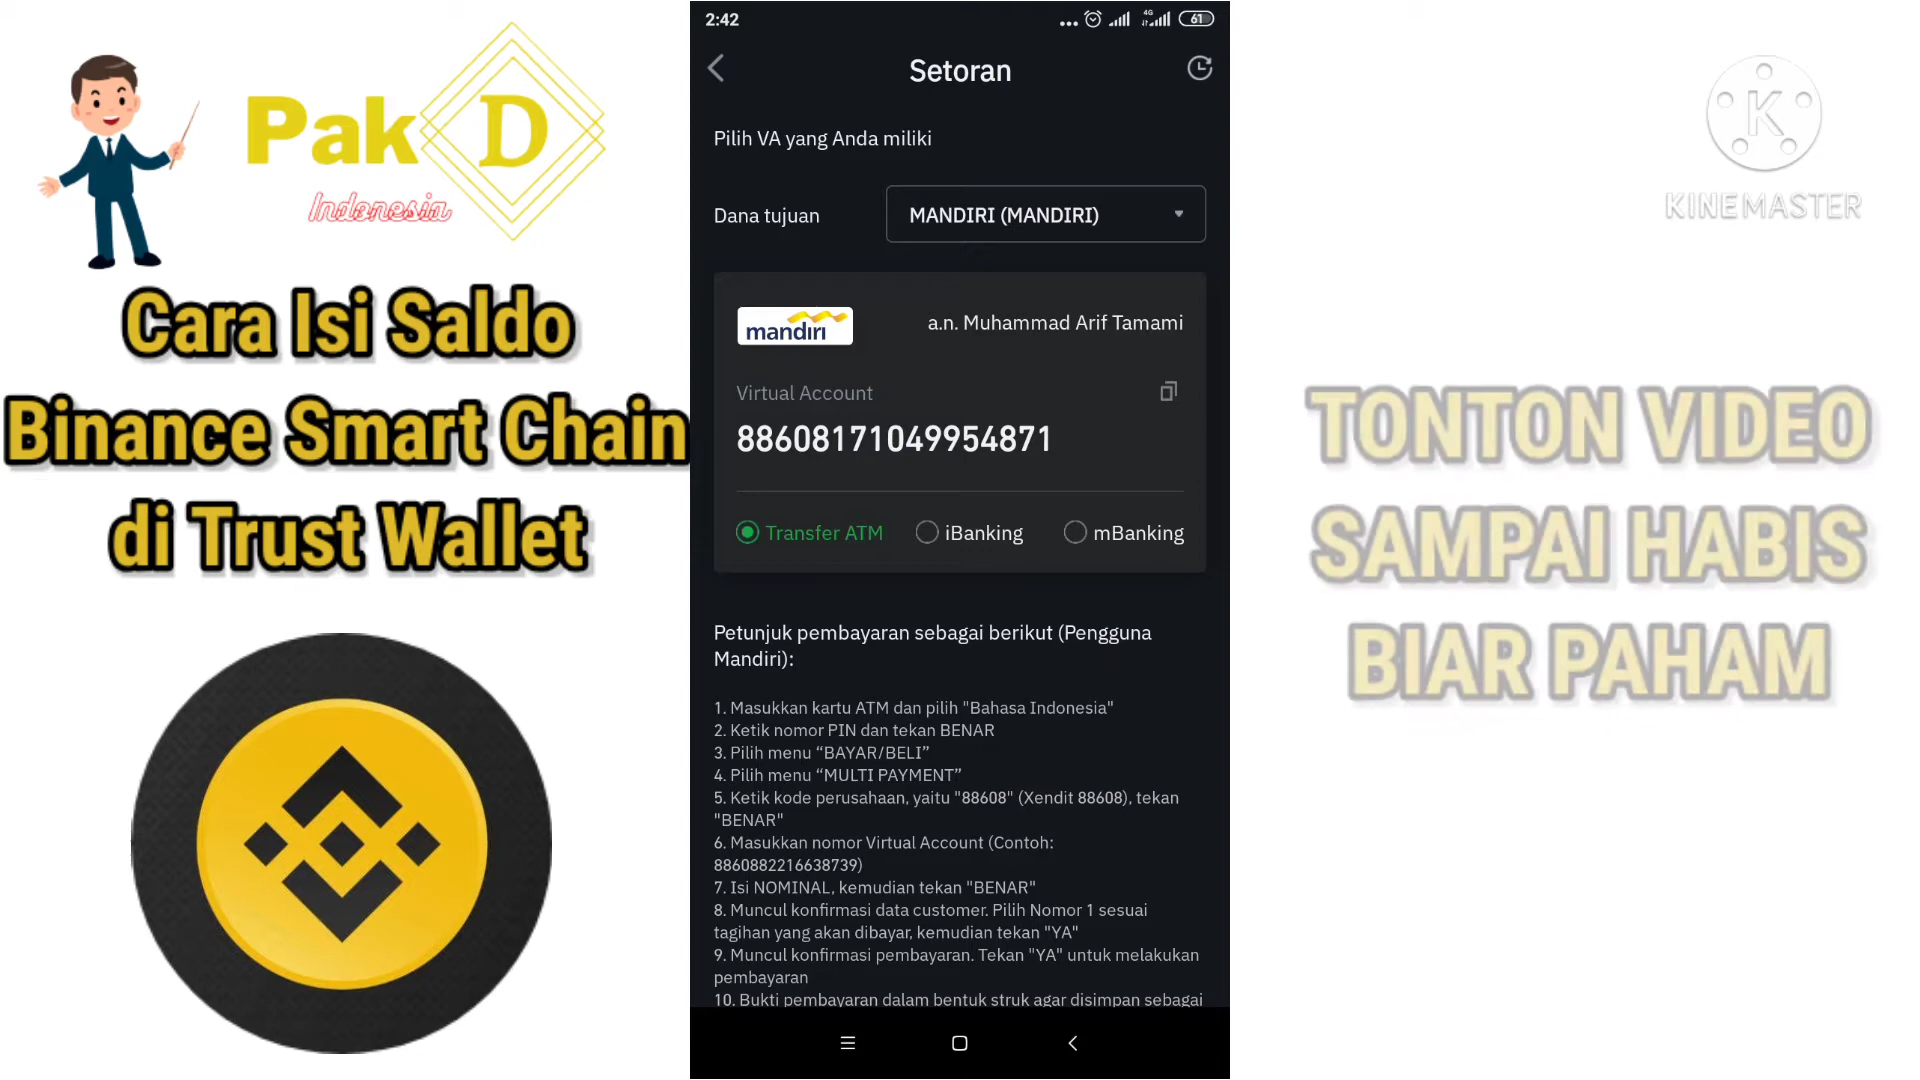 Pak D
Indonesia
Cara Isi Saldo
Binance Smart Chain
di Trust Wallet
2:42
4G
61
Setoran
Pilih VA yang Anda miliki
Dana tujuan
MANDIRI (MANDIRI)
mandiri
a.n. Muhammad Arif Tamami
Virtual Account
88608171049954871
Transfer ATM
iBanking
mBanking
Petunjuk pembayaran sebagai berikut (Pengguna
Mandiri):
1. Masukkan kartu ATM dan pilih "Bahasa Indonesia"
2. Ketik nomor PIN dan tekan BENAR
3. Pilih menu “BAYAR/BELI”
4. Pilih menu “MULTI PAYMENT”
5. Ketik kode perusahaan, yaitu "88608" (Xendit 88608), tekan
"BENAR"
6. Masukkan nomor Virtual Account (Contoh:
8860882216638739)
7. Isi NOMINAL, kemudian tekan "BENAR"
8. Muncul konfirmasi data customer. Pilih Nomor 1 sesuai
tagihan yang akan dibayar, kemudian tekan "YA"
9. Muncul konfirmasi pembayaran. Tekan "YA" untuk melakukan
pembayaran
10. Bukti pembayaran dalam bentuk struk agar disimpan sebagai
K
KINEMASTER
TONTON VIDEO
SAMPAI HABIS
BIAR PAHAM